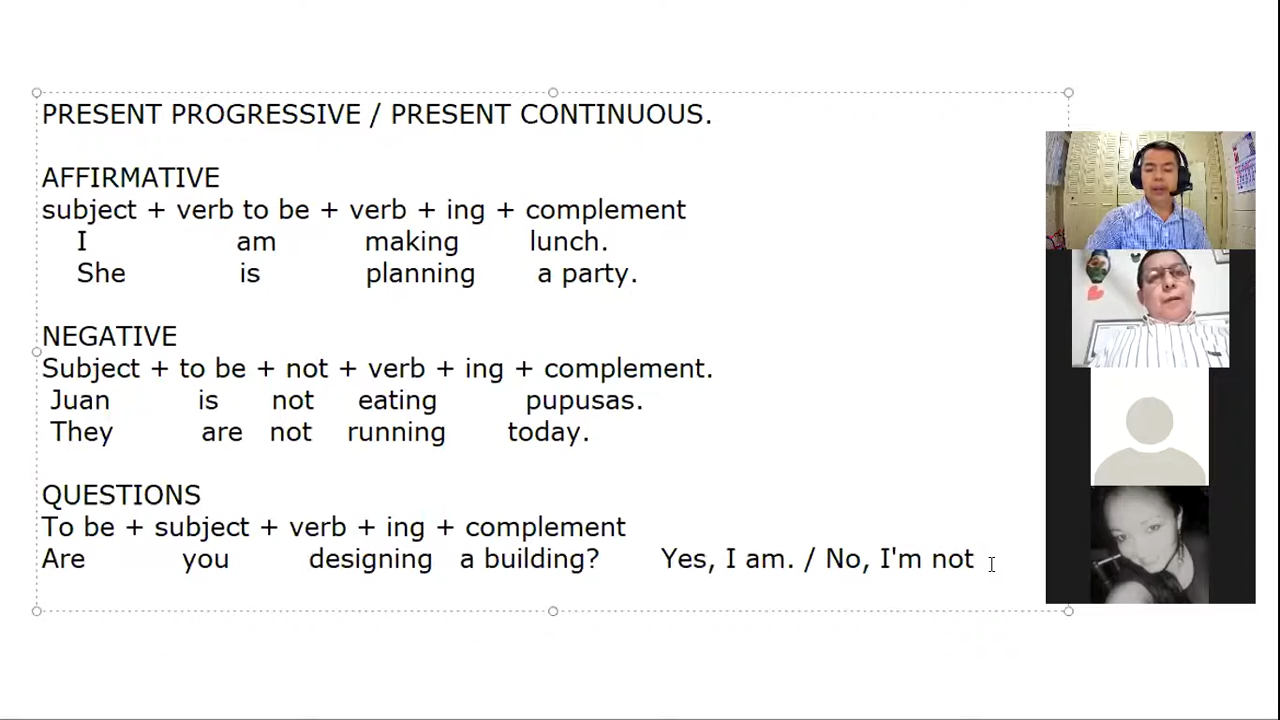 PRESENT PROGRESSIVE / PRESENT CONTINUOUS.
AFFIRMATIVE
subject + verb to be + verb + ing + complement
I am making lunch.
She is planning a party.
NEGATIVE
Subject + to be + not + verb + ing + complement.
Juan is not eating pupusas.
They are not running today.
QUESTIONS
To be + subject + verb + ing + complement
Are you designing a building? Yes, I am. / No, I'm not